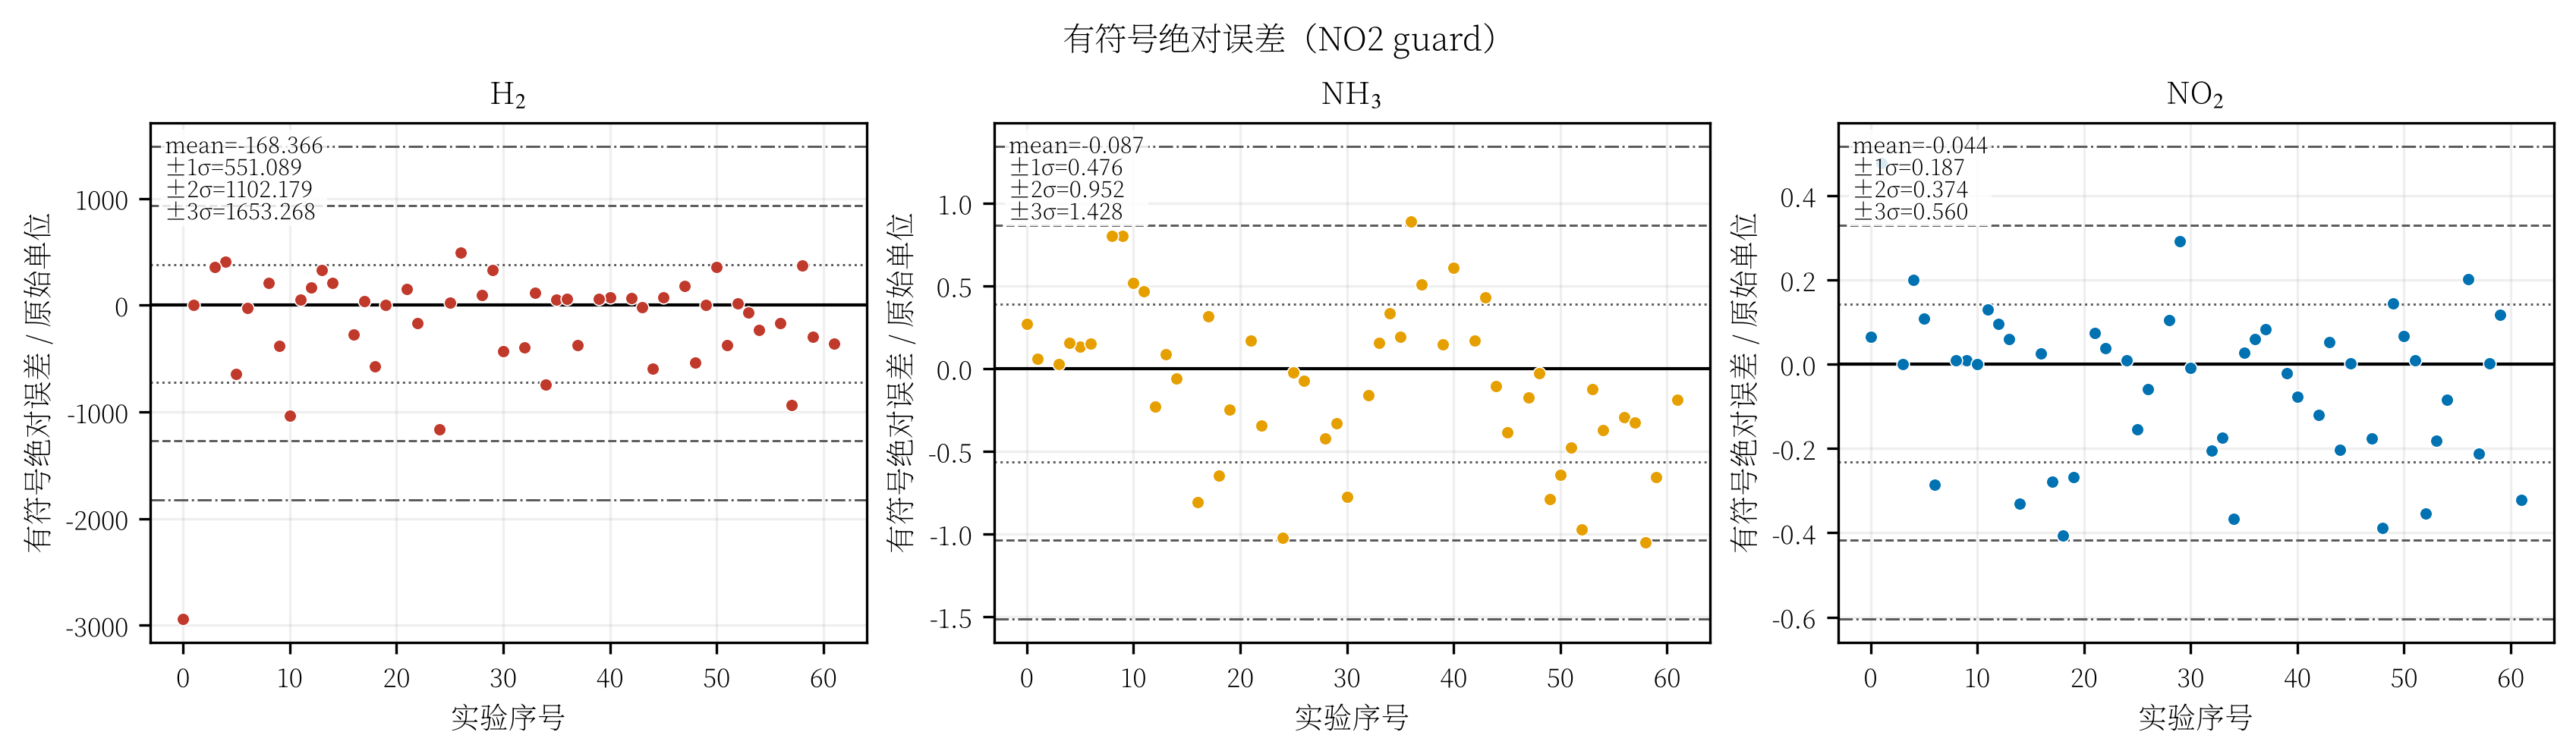 有符号绝对误差（NO2 guard）
H₂
mean=-168.366
±1σ=551.089
±2σ=1102.179
±3σ=1653.268
1000
0
-1000
-2000
-3000
有符号绝对误差 / 原始单位
0 10 20 30 40 50 60
实验序号
NH₃
mean=-0.087
±1σ=0.476
±2σ=0.952
±3σ=1.428
1.0
0.5
0.0
-0.5
-1.0
-1.5
有符号绝对误差 / 原始单位
0 10 20 30 40 50 60
实验序号
NO₂
mean=-0.044
±1σ=0.187
±2σ=0.374
±3σ=0.560
0.4
0.2
0.0
-0.2
-0.4
-0.6
有符号绝对误差 / 原始单位
0 10 20 30 40 50 60
实验序号